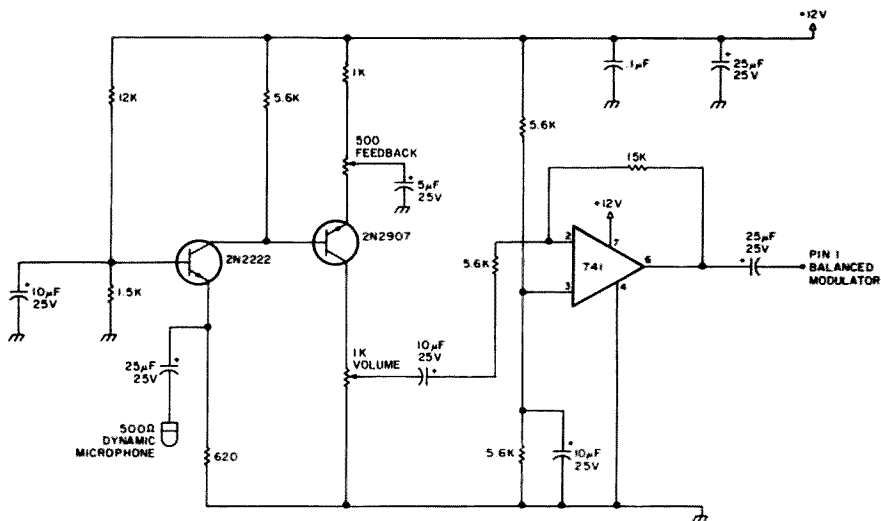 +12V
1K
.1µF
+
25µF
25V
12K
5.6K
5.6K
500
FEEDBACK
+
5µF
25V
15K
+12V
2N2222
2N2907
2
7
6
741
3
4
5.6K
25µF
25V
+
PIN 1
BALANCED
MODULATOR
+
10µF
25V
1.5K
1K
VOLUME
10µF
25V
+
25µF
25V
+
500Ω
DYNAMIC
MICROPHONE
620
5.6K
+
10µF
25V